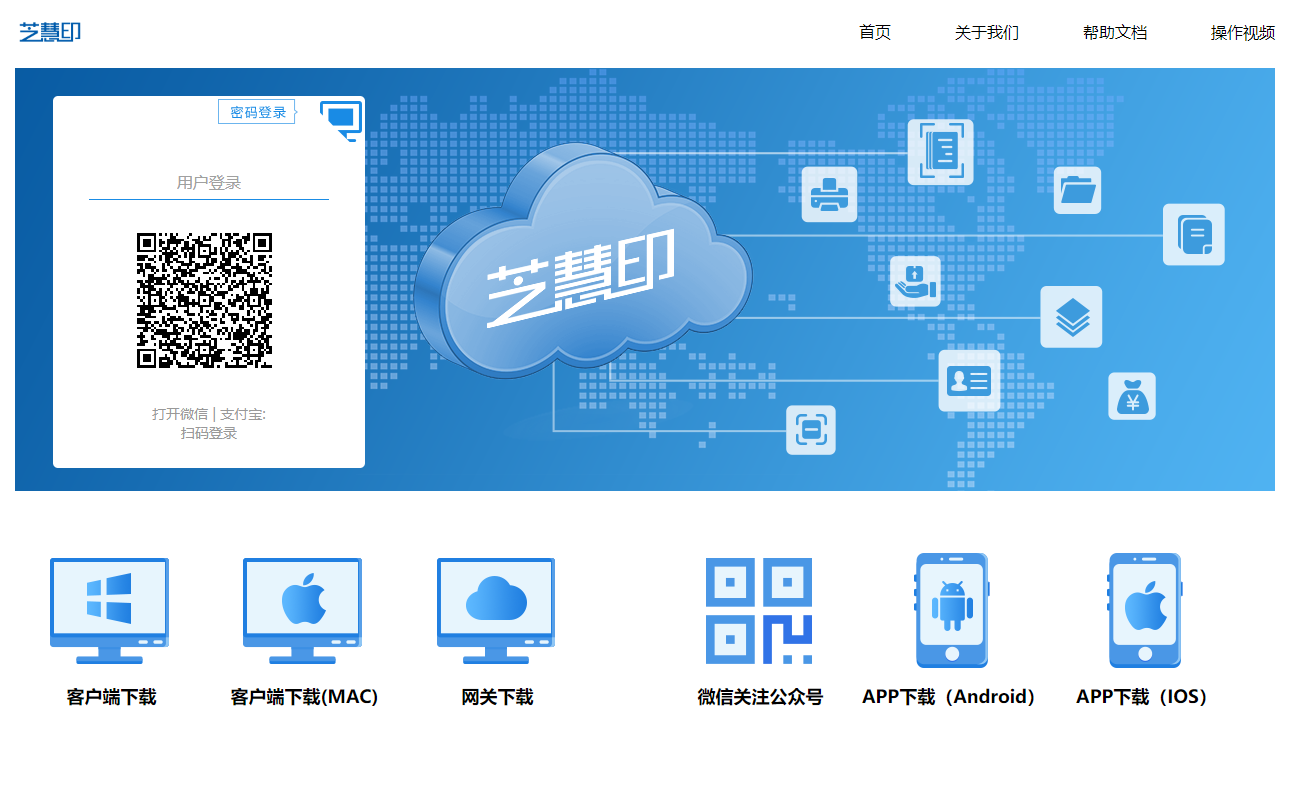 芝慧印
首页
关于我们
帮助文档
操作视频
密码登录
用户登录
打开微信 | 支付宝:
扫码登录
芝慧印
客户端下载
客户端下载(MAC)
网关下载
微信关注公众号
APP下载（Android）
APP下载（IOS）